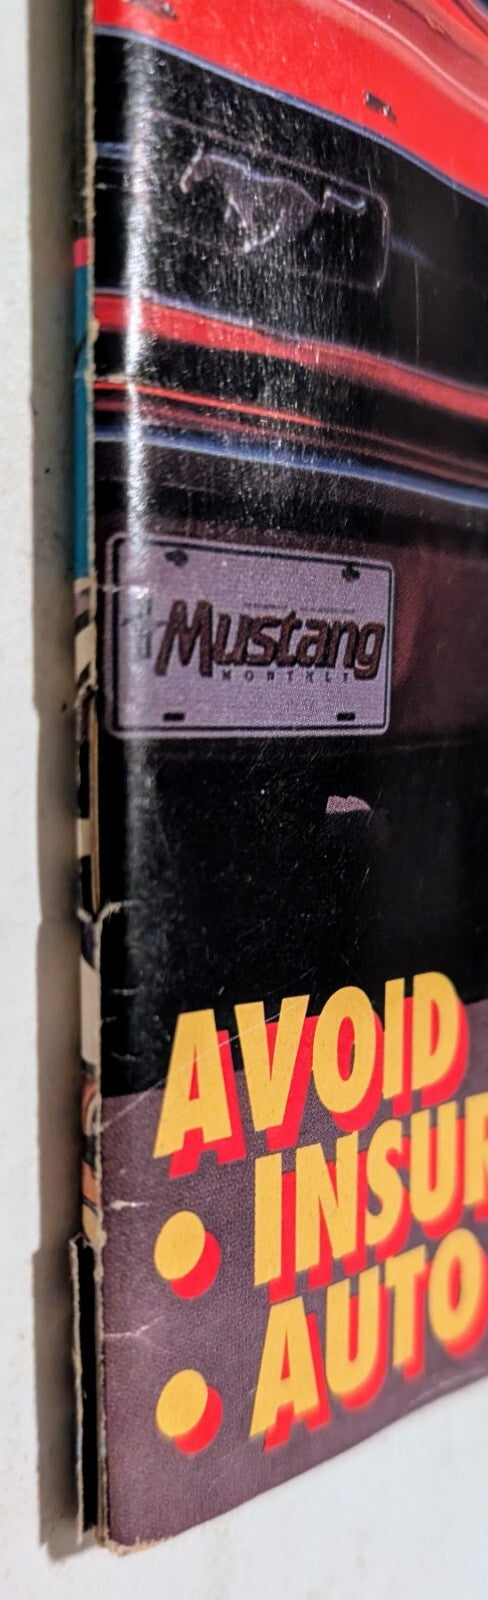 Mustang
MONTHLY
AVOID
• INSUR
• AUTO